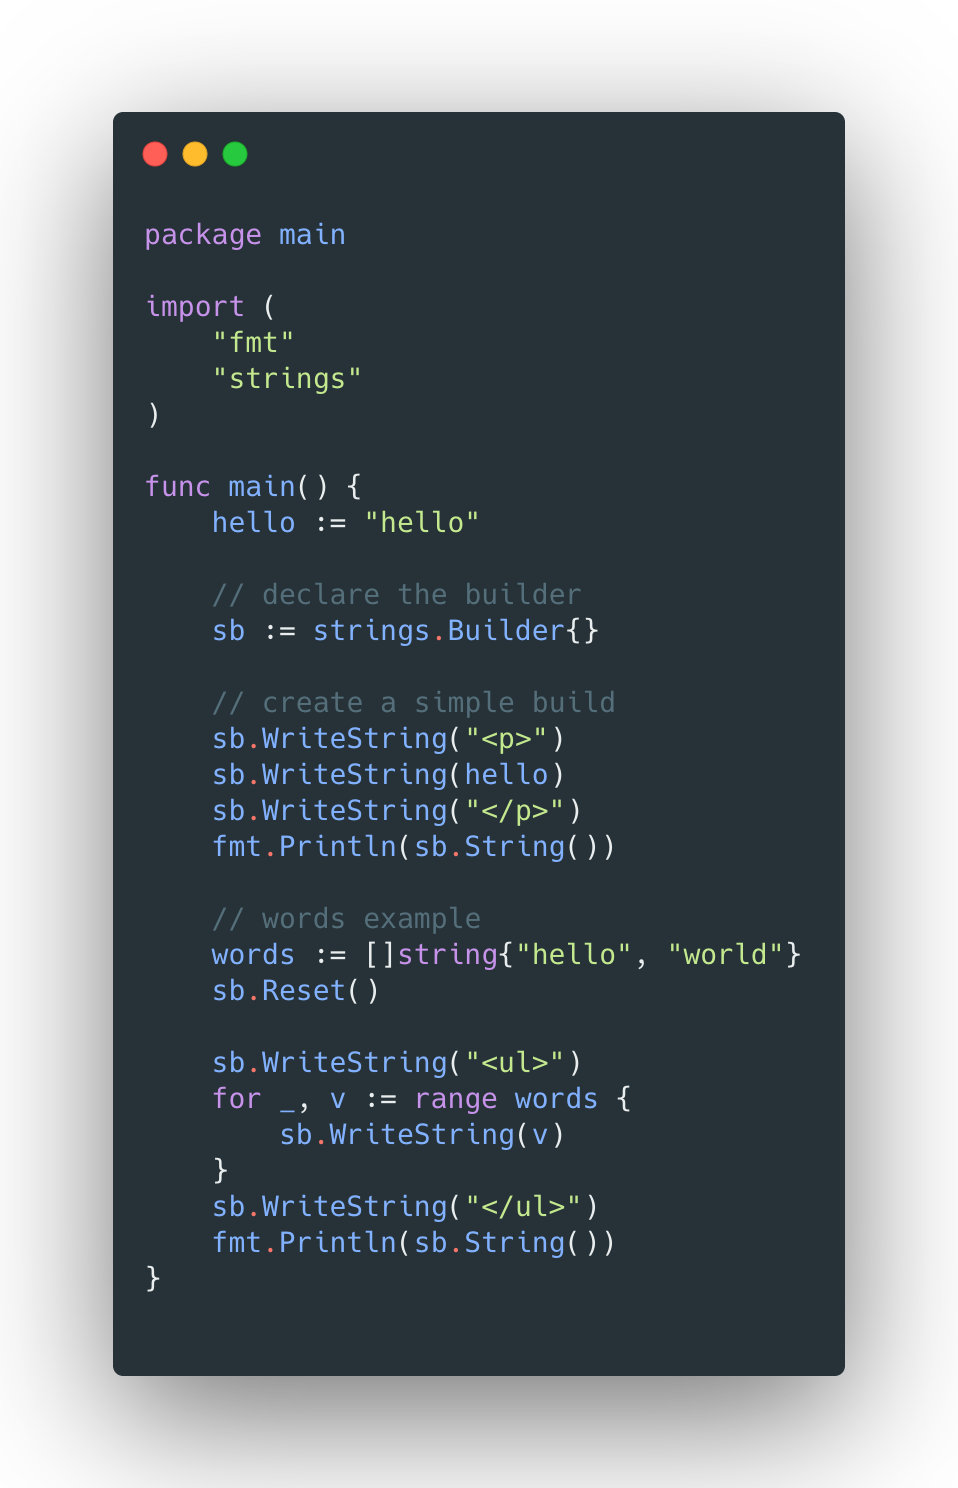 package main

import (
    "fmt"
    "strings"
)

func main() {
    hello := "hello"

    // declare the builder
    sb := strings.Builder{}

    // create a simple build
    sb.WriteString("<p>")
    sb.WriteString(hello)
    sb.WriteString("</p>")
    fmt.Println(sb.String())

    // words example
    words := []string{"hello", "world"}
    sb.Reset()

    sb.WriteString("<ul>")
    for _, v := range words {
        sb.WriteString(v)
    }
    sb.WriteString("</ul>")
    fmt.Println(sb.String())
}